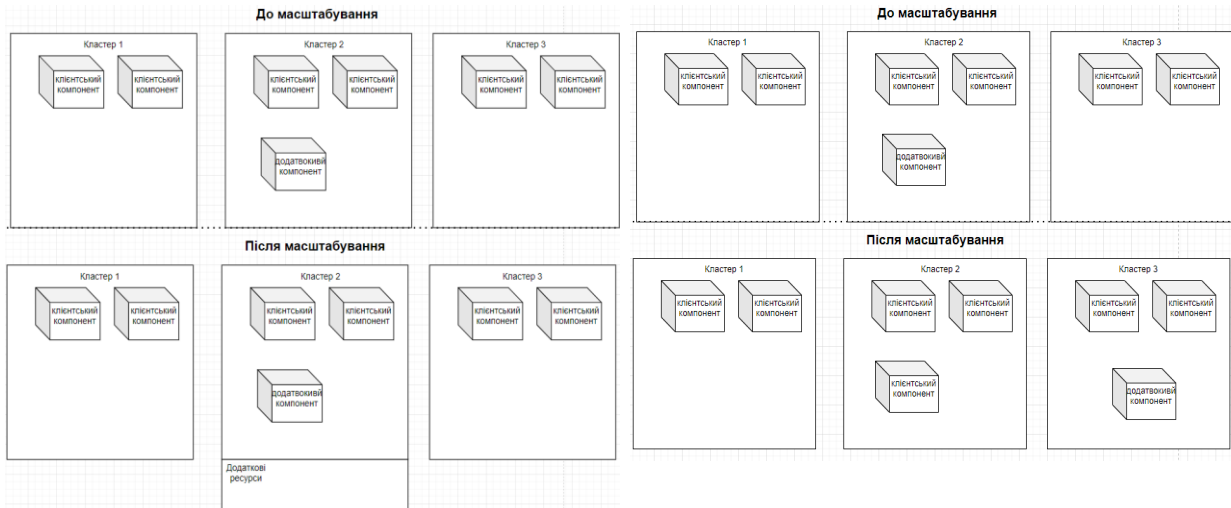 До масштабування
Кластер 1
клієнтський
компонент
клієнтський
компонент
Кластер 2
клієнтський
компонент
клієнтський
компонент
додатвокивй
компонент
Кластер 3
клієнтський
компонент
клієнтський
компонент
Після масштабування
Кластер 1
клієнтський
компонент
клієнтський
компонент
Кластер 2
клієнтський
компонент
клієнтський
компонент
додатвокивй
компонент
Додаткові
ресурси
Кластер 3
клієнтський
компонент
клієнтський
компонент
До масштабування
Кластер 1
клієнтський
компонент
клієнтський
компонент
Кластер 2
клієнтський
компонент
клієнтський
компонент
додатвокивй
компонент
Кластер 3
клієнтський
компонент
клієнтський
компонент
Після масштабування
Кластер 1
клієнтський
компонент
клієнтський
компонент
Кластер 2
клієнтський
компонент
клієнтський
компонент
клієнтський
компонент
Кластер 3
клієнтський
компонент
клієнтський
компонент
додатвокивй
компонент